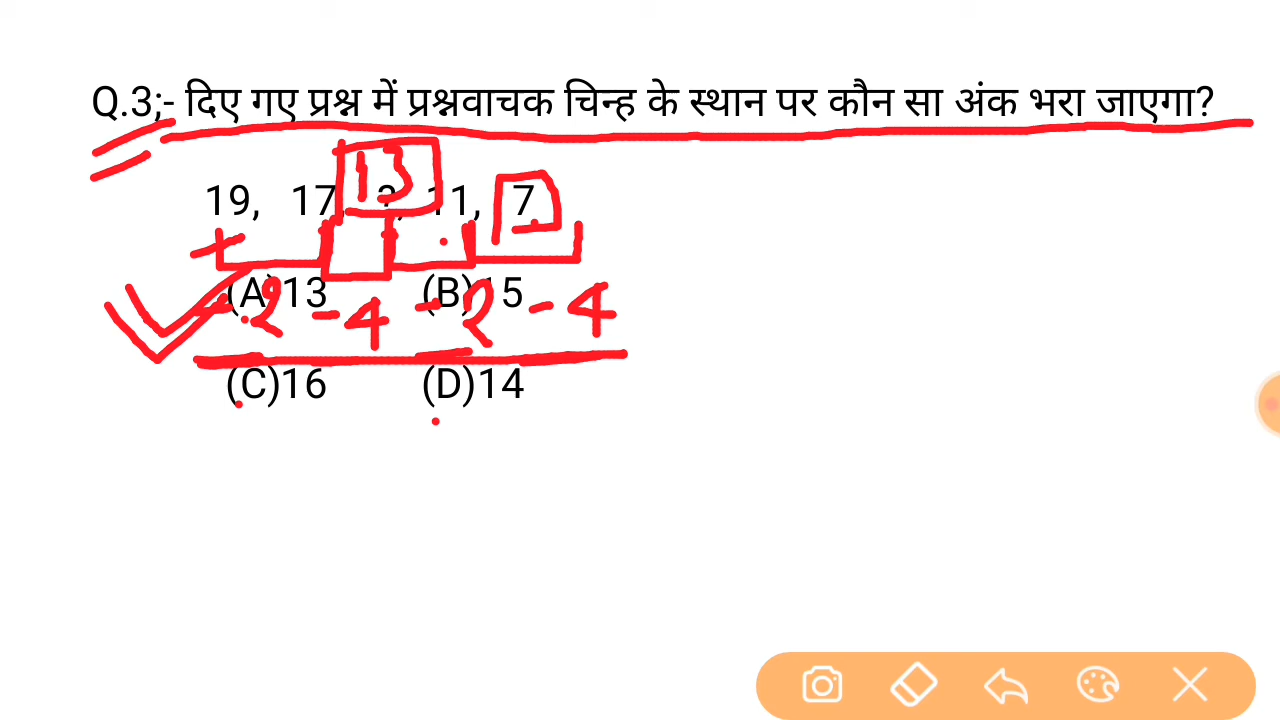 Q.3;- दिए गए प्रश्न में प्रश्नवाचक चिन्ह के स्थान पर कौन सा अंक भरा जाएगा?
13
19, 17, ?, 11, 7
(A)13 (B)15
-2 -4 -2 -4
(C)16 (D)14